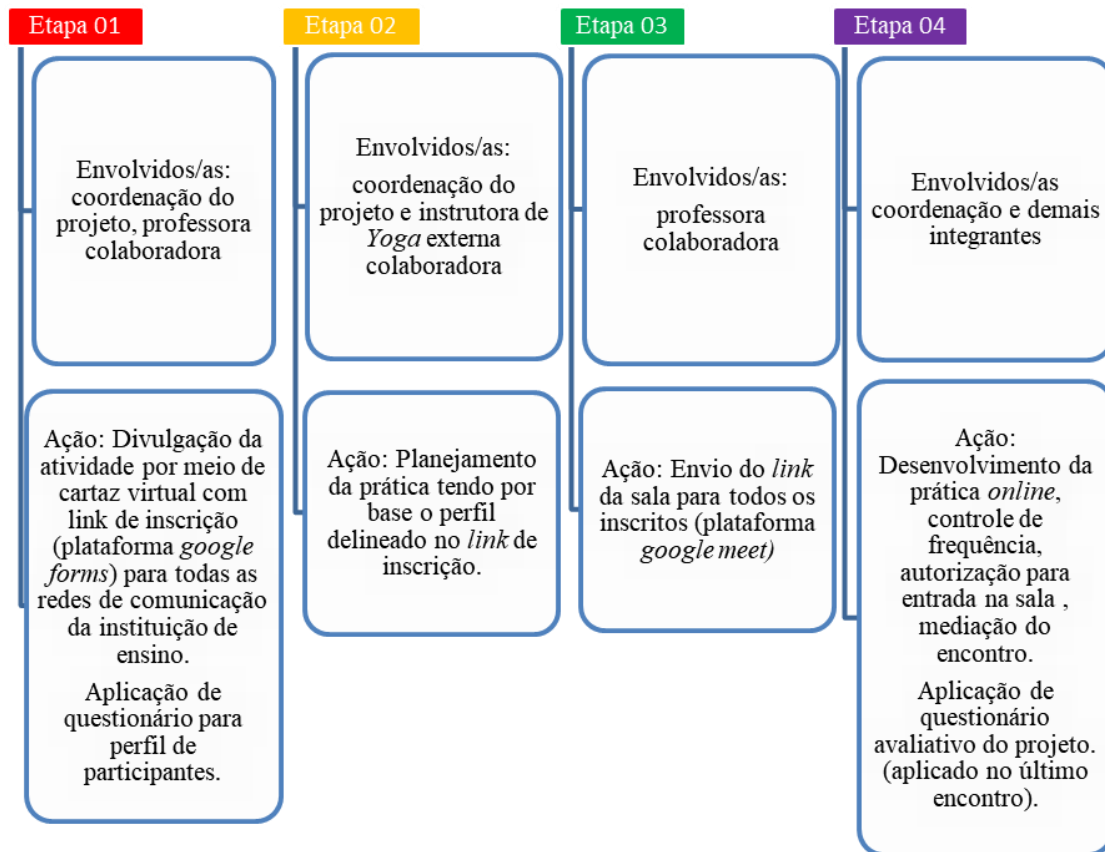 Etapa 01
Envolvidos/as:
coordenação do
projeto, professora
colaboradora
Ação: Divulgação da
atividade por meio de
cartaz virtual com
link de inscrição
(plataforma google
forms) para todas as
redes de comunicação
da instituição de
ensino.
Aplicação de
questionário para
perfil de
participantes.
Etapa 02
Envolvidos/as:
coordenação do
projeto e instrutora de
Yoga externa
colaboradora
Ação: Planejamento
da prática tendo por
base o perfil
delineado no link de
inscrição.
Etapa 03
Envolvidos/as:
professora
colaboradora
Ação: Envio do link
da sala para todos os
inscritos (plataforma
google meet)
Etapa 04
Envolvidos/as
coordenação e demais
integrantes
Ação:
Desenvolvimento da
prática online,
controle de
frequência,
autorização para
entrada na sala ,
mediação do
encontro.
Aplicação de
questionário
avaliativo do projeto.
(aplicado no último
encontro).